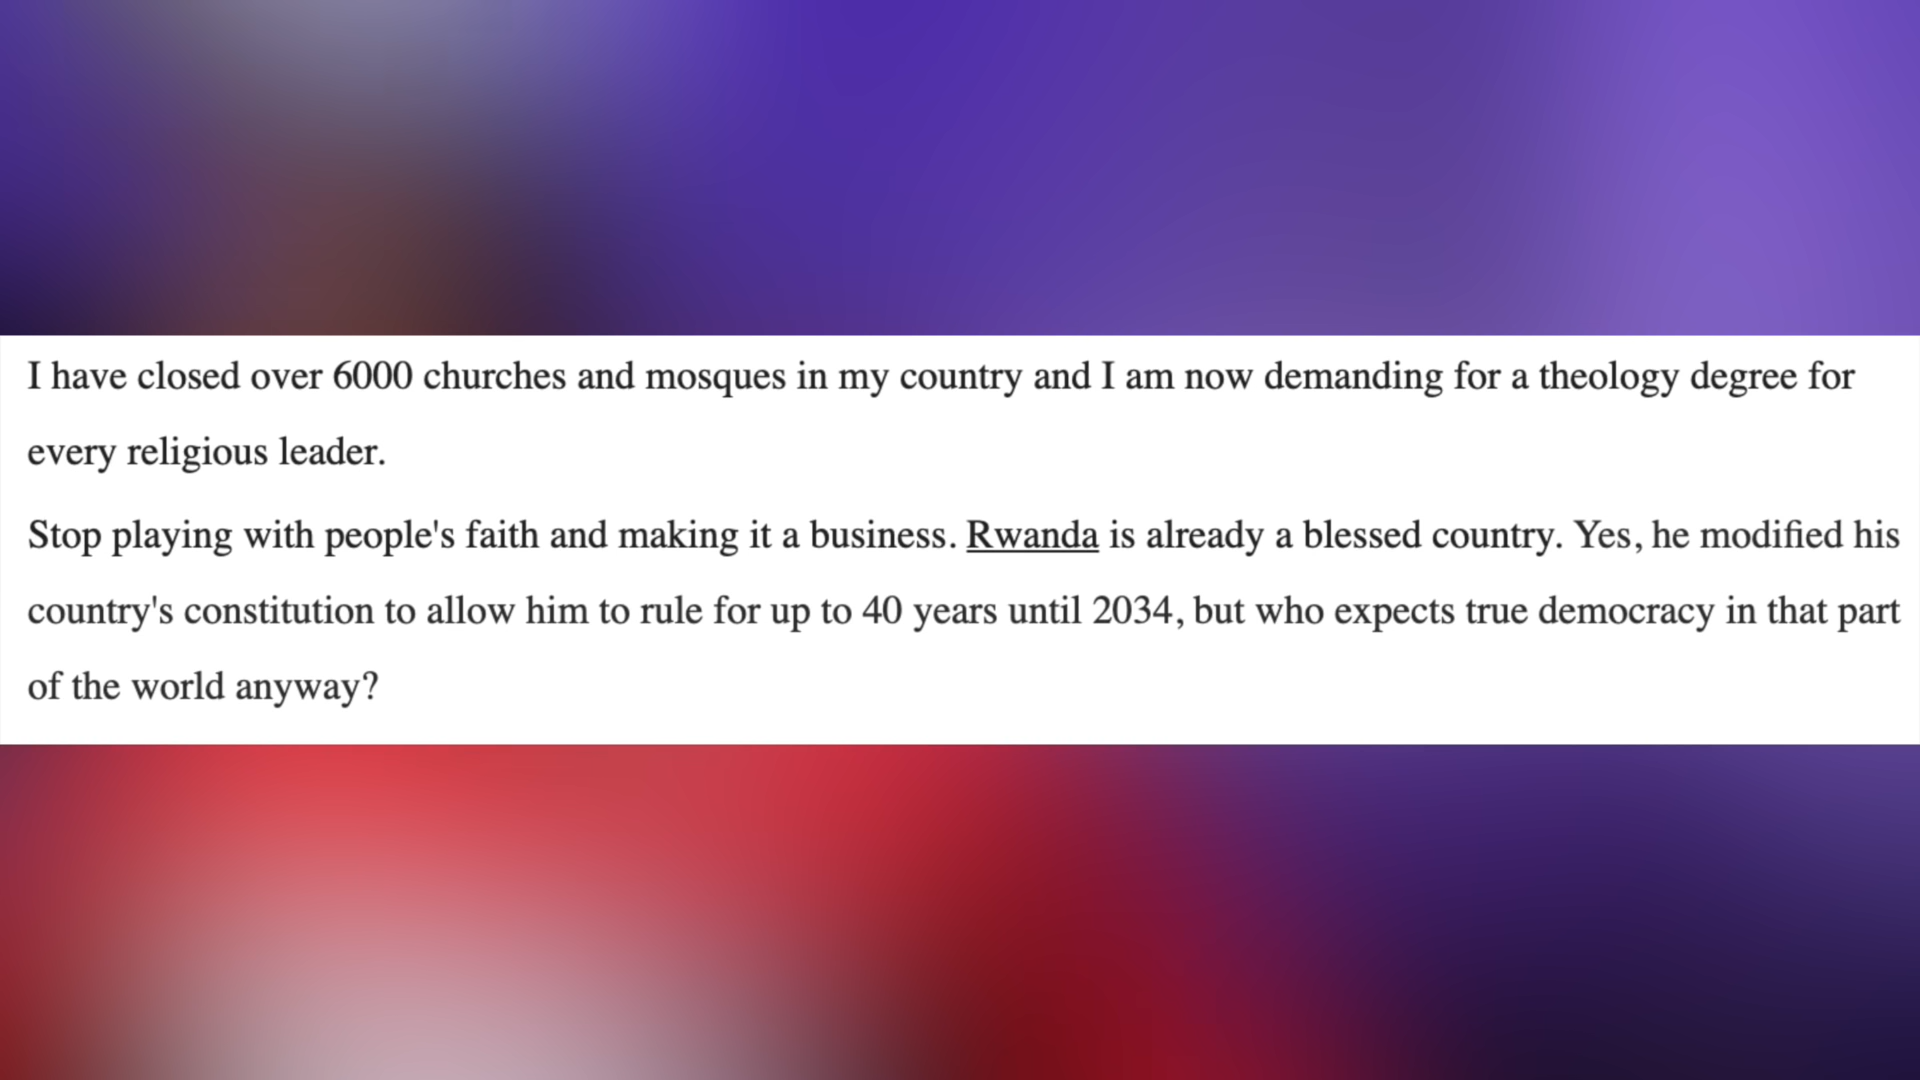 I have closed over 6000 churches and mosques in my country and I am now demanding for a theology degree for
every religious leader.
Stop playing with people's faith and making it a business. Rwanda is already a blessed country. Yes, he modified his
country's constitution to allow him to rule for up to 40 years until 2034, but who expects true democracy in that part
of the world anyway?